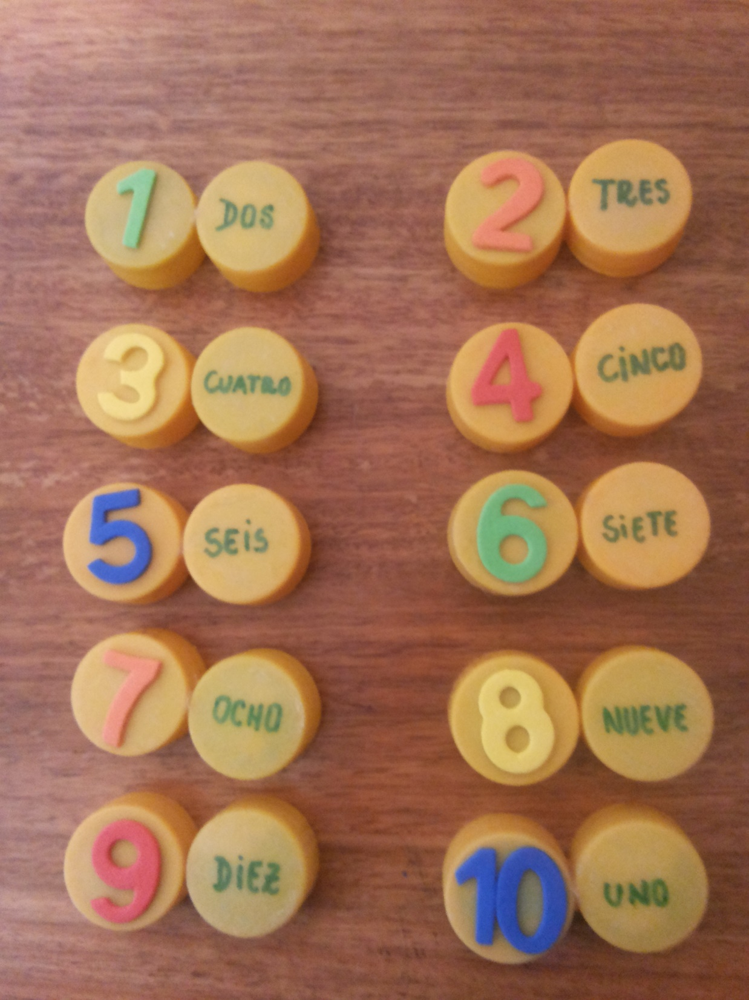 1 DOS
2 TRES
3 CUATRO
4 CiNCO
5 SEiS
6 SiETE
7 OCHO
8 NUEVE
9 DiEZ
10 UNO